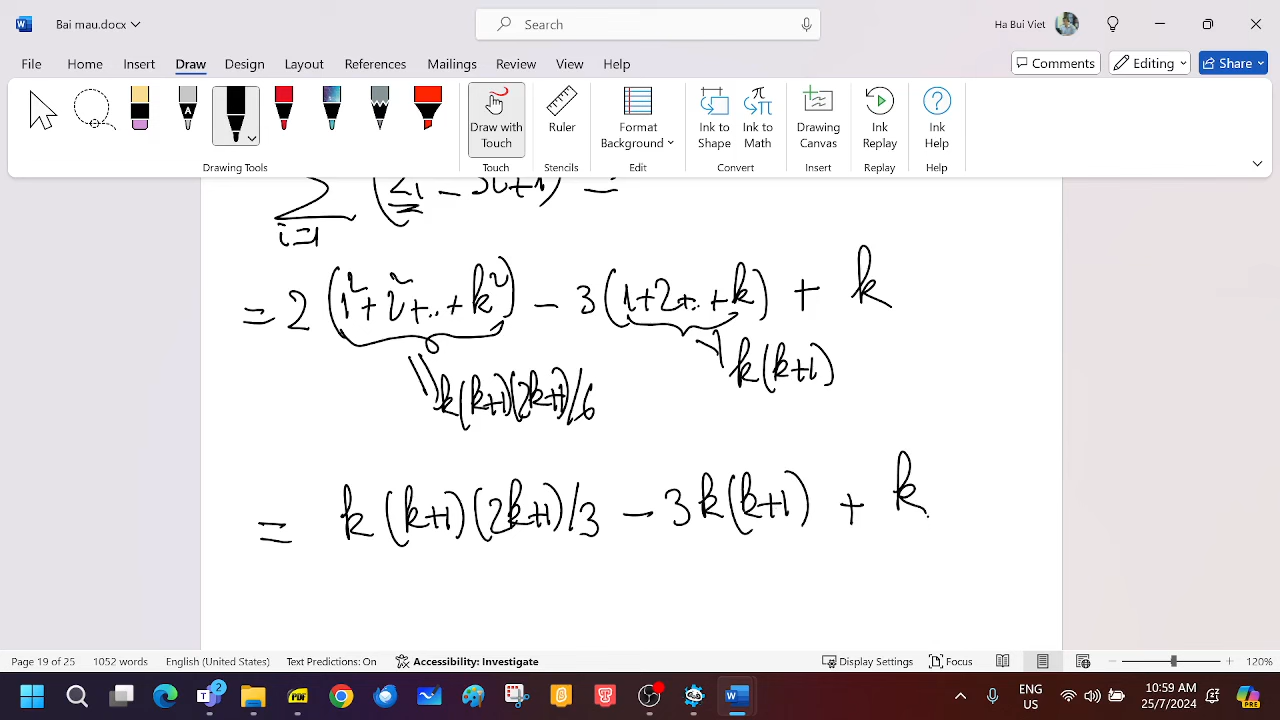 Bai mau.docx
Search
Ha Bui Viet
File Home Insert Draw Design Layout References Mailings Review View Help
Comments Editing Share
Draw with Touch
Ruler
Format Background
Ink to Shape
Ink to Math
Drawing Canvas
Ink Replay
Ink Help
Drawing Tools Touch Stencils Edit Convert Insert Replay Help
i=1
= 2 (1² + 2² + .. + k²) - 3 (1+2+..+k) + k
k(k+1)(2k+1)/6
k(k+1)
= k(k+1)(2k+1)/3 - 3k(k+1) + k
Page 19 of 25 1052 words English (United States) Text Predictions: On Accessibility: Investigate Display Settings Focus 120%
2 PDF ENG US 10:59 AM 25/7/2024 PRE